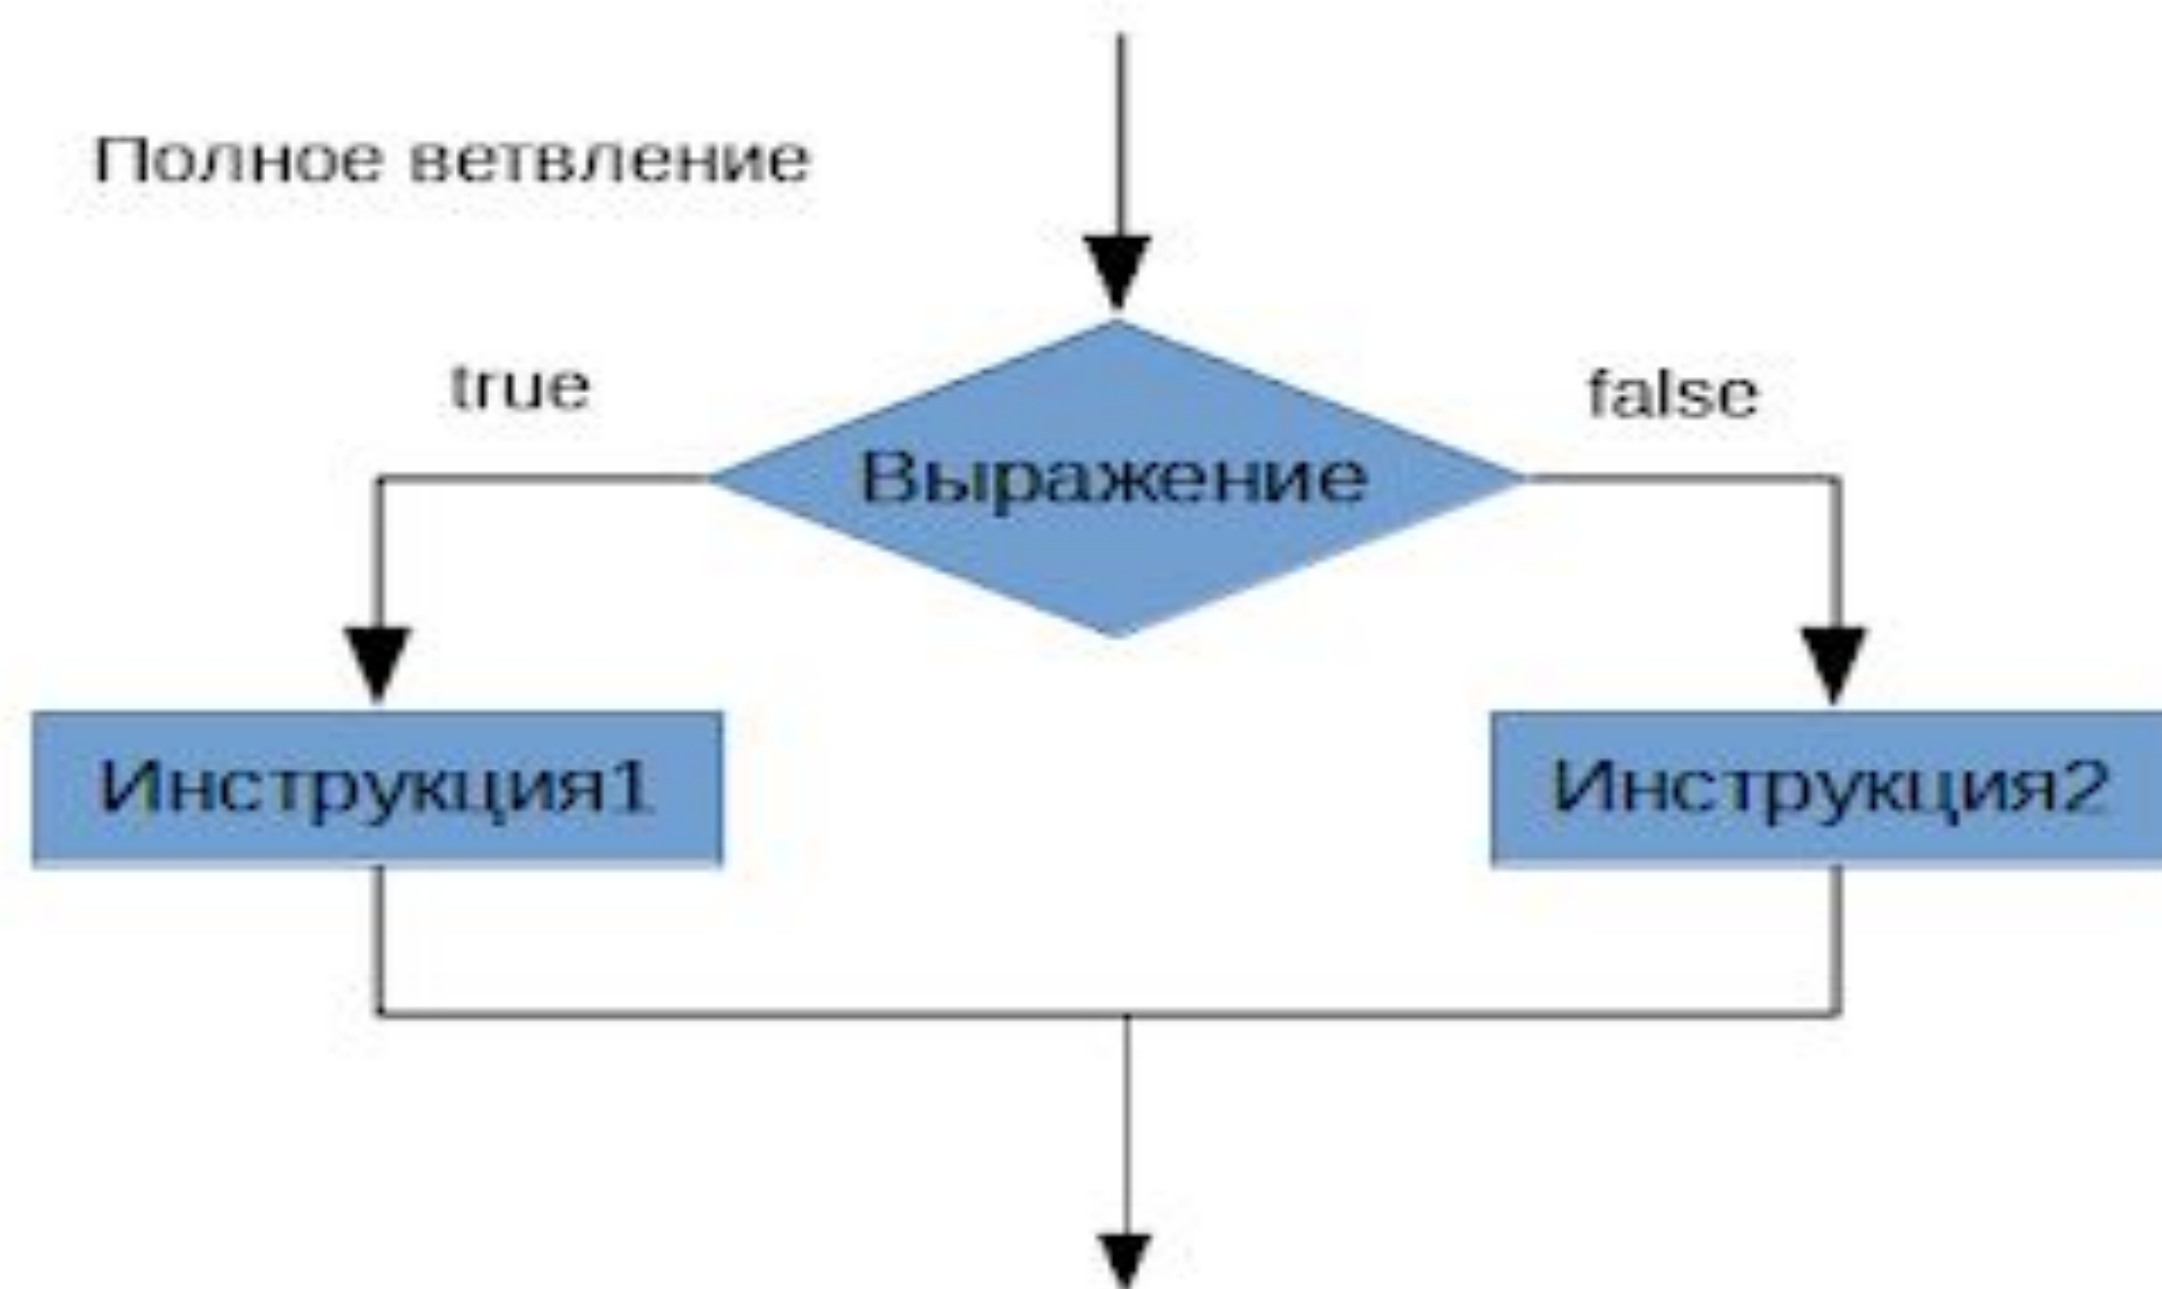 Полное ветвление
true
false
Выражение
Инструкция1
Инструкция2